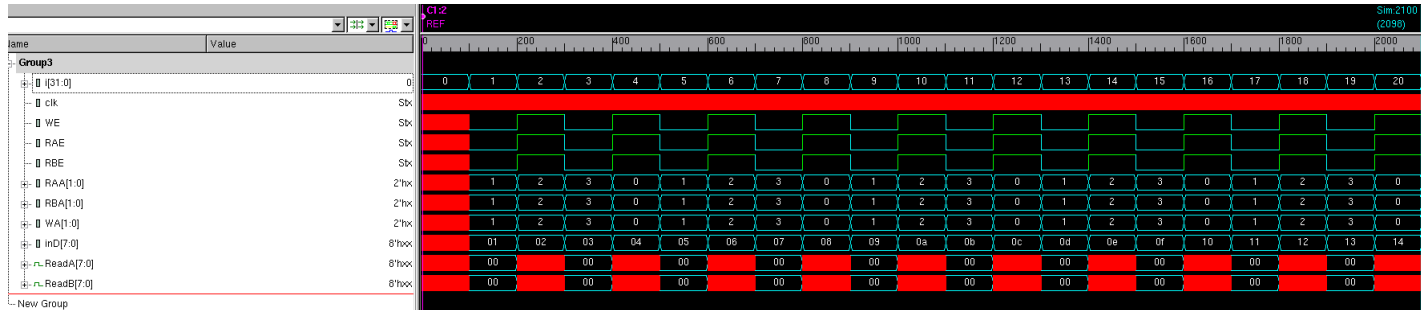 C1:2
REF
Sim:2100
(2098)
Name Value
0 200 400 600 800 1000 1200 1400 1600 1800 2000
Group3
i[31:0] 0 0 1 2 3 4 5 6 7 8 9 10 11 12 13 14 15 16 17 18 19 20
clk Stx
WE Stx
RAE Stx
RBE Stx
RAA[1:0] 2'hx 1 2 3 0 1 2 3 0 1 2 3 0 1 2 3 0 1 2 3 0
RBA[1:0] 2'hx 1 2 3 0 1 2 3 0 1 2 3 0 1 2 3 0 1 2 3 0
WA[1:0] 2'hx 1 2 3 0 1 2 3 0 1 2 3 0 1 2 3 0 1 2 3 0
inD[7:0] 8'hxx 01 02 03 04 05 06 07 08 09 0a 0b 0c 0d 0e 0f 10 11 12 13 14
ReadA[7:0] 8'hxx 00 00 00 00 00 00 00 00 00 00
ReadB[7:0] 8'hxx 00 00 00 00 00 00 00 00 00 00
New Group